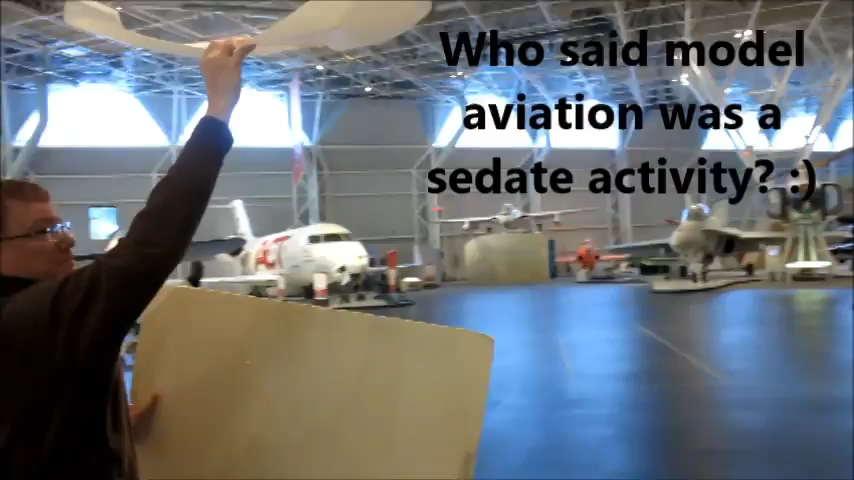 Who said model
aviation was a
sedate activity? :)